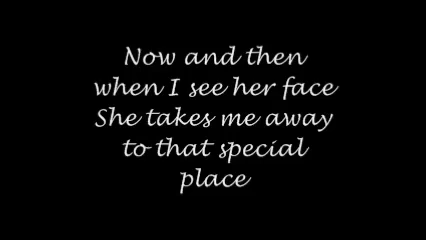 Now and then
when I see her face
She takes me away
to that special
place